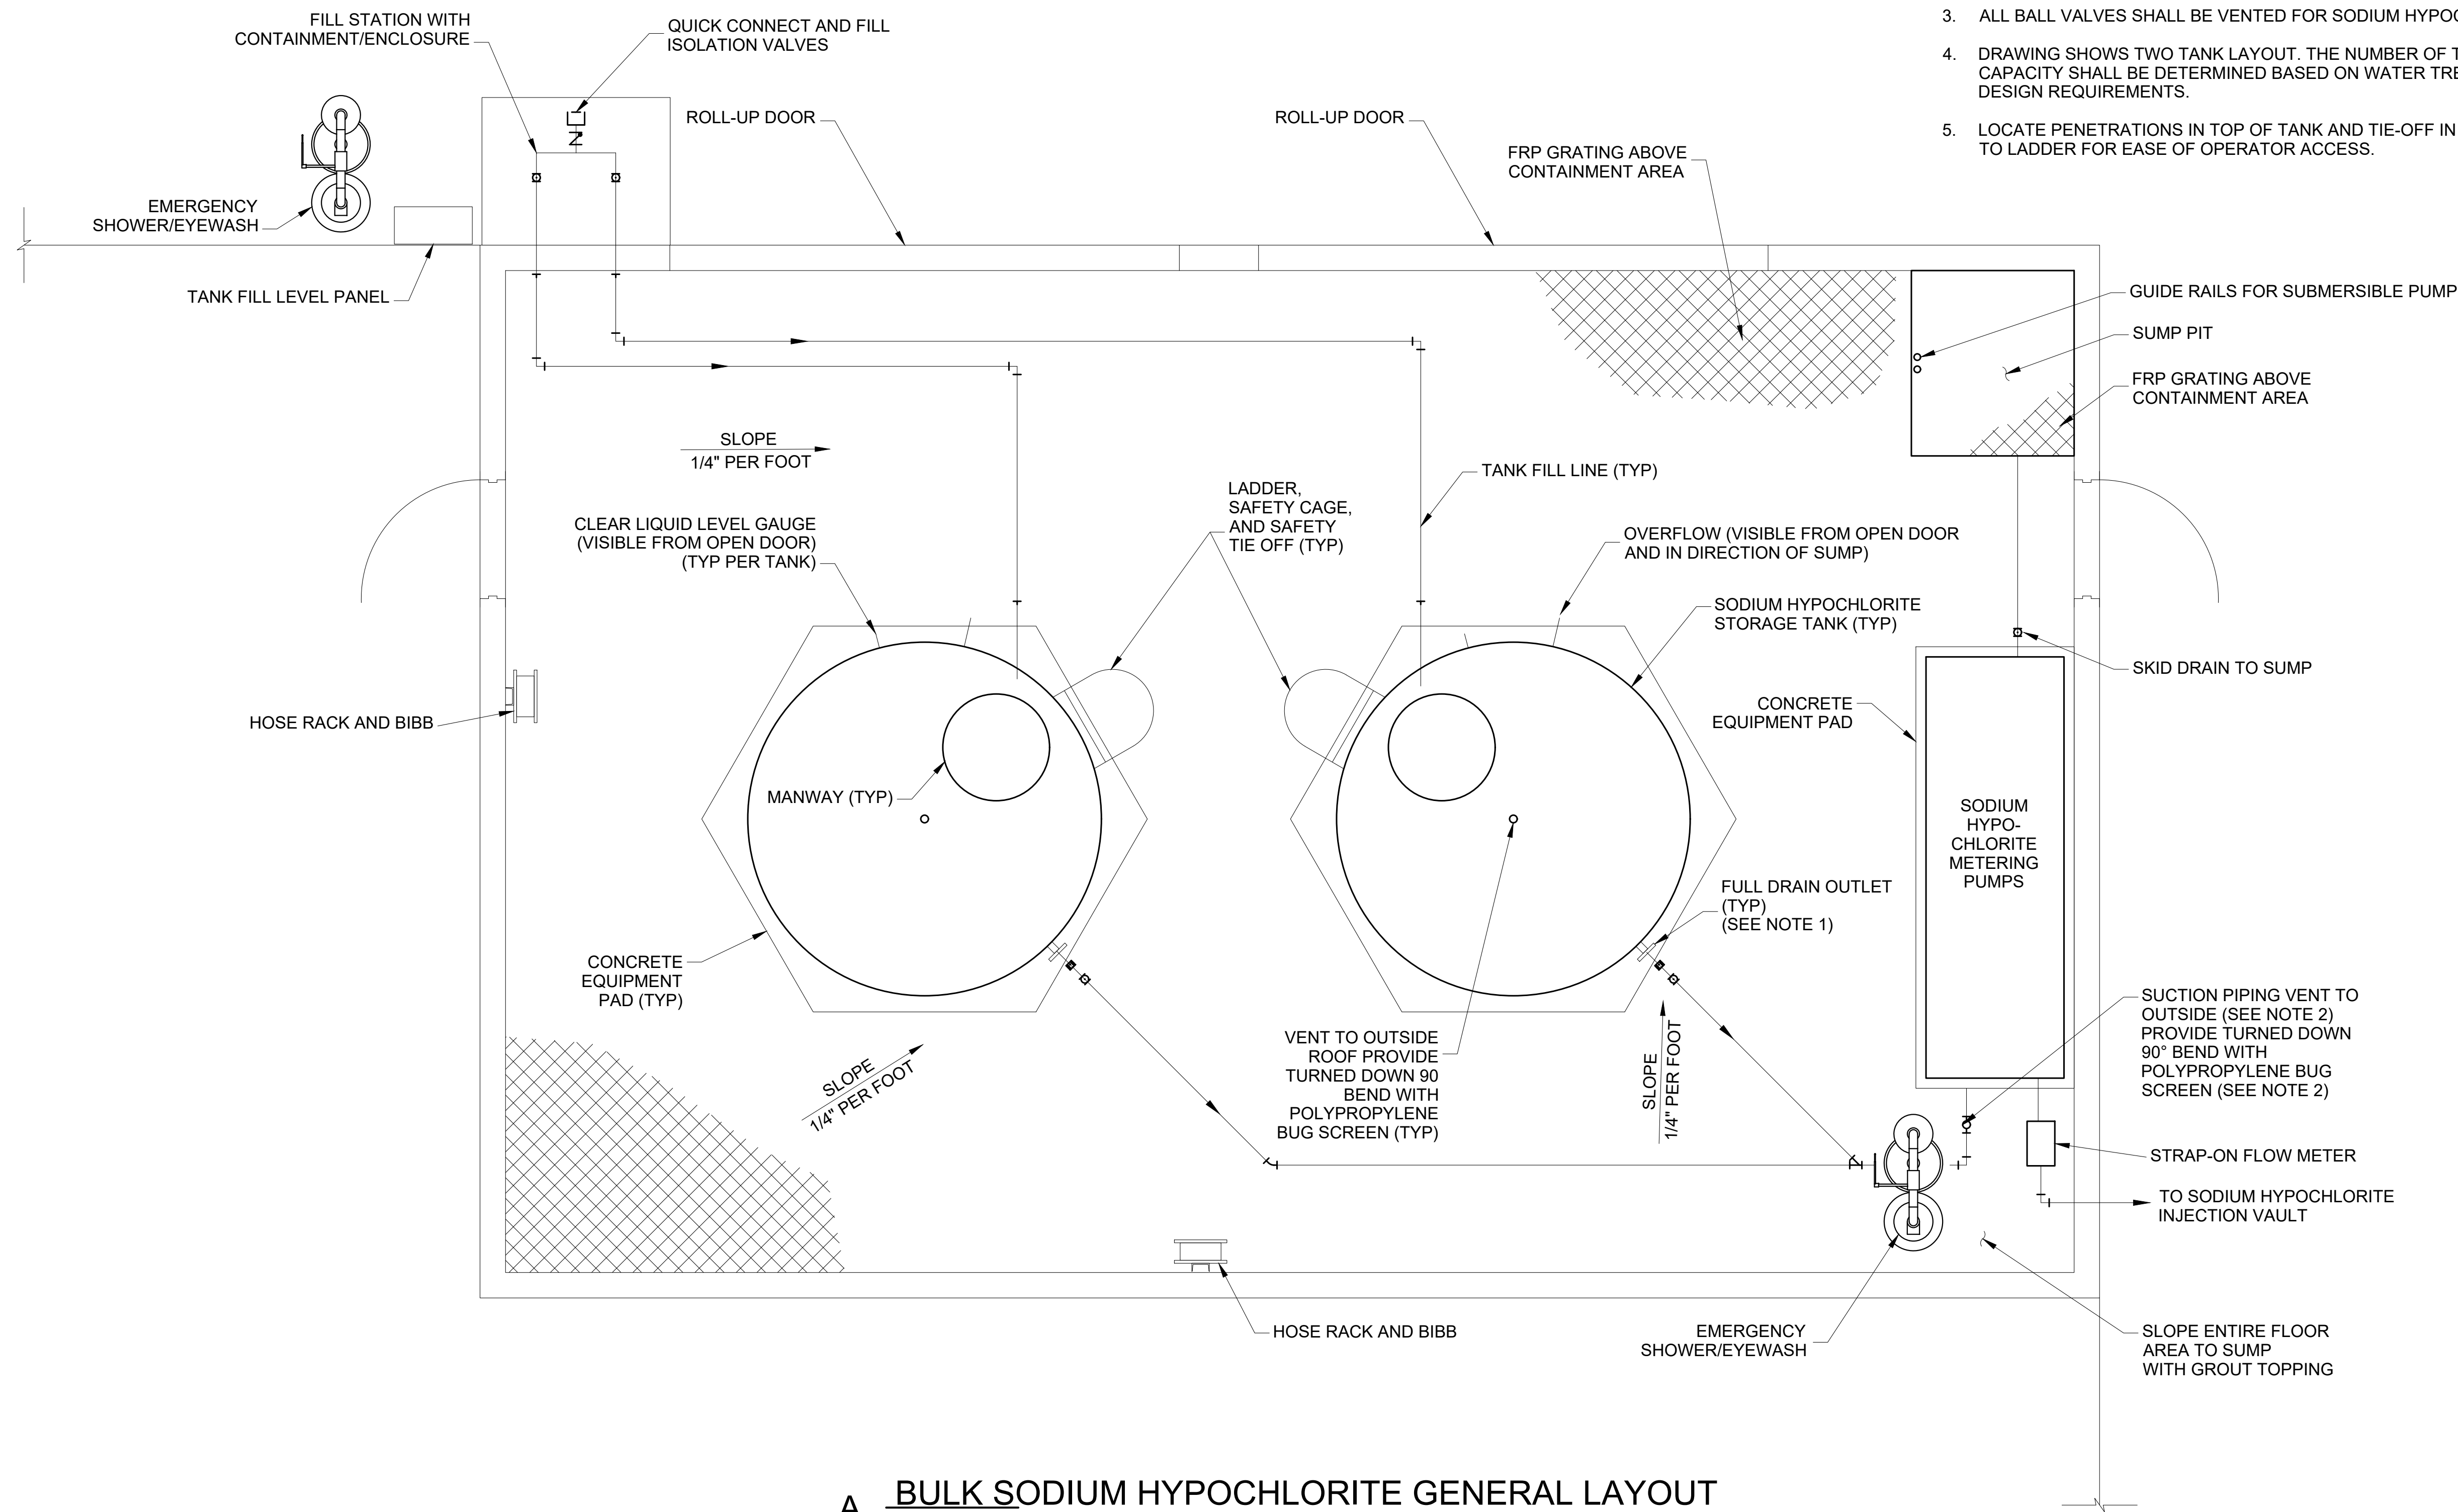 3. ALL BALL VALVES SHALL BE VENTED FOR SODIUM
4. DRAWING SHOWS TWO TANK LAYOUT. THE NUMBER OF
CAPACITY SHALL BE DETERMINED BASED ON WATER
DESIGN REQUIREMENTS.
5. LOCATE PENETRATIONS IN TOP OF TANK AND TIE-OFF IN
TO LADDER FOR EASE OF OPERATOR ACCESS.
FILL STATION WITH
CONTAINMENT/ENCLOSURE
QUICK CONNECT AND FILL
ISOLATION VALVES
ROLL-UP DOOR
ROLL-UP DOOR
FRP GRATING ABOVE
CONTAINMENT AREA
EMERGENCY
SHOWER/EYEWASH
TANK FILL LEVEL PANEL
GUIDE RAILS FOR SUBMERSIBLE PUMP
SUMP PIT
FRP GRATING ABOVE
CONTAINMENT AREA
SLOPE
1/4" PER FOOT
TANK FILL LINE (TYP)
LADDER,
SAFETY CAGE,
AND SAFETY
TIE OFF (TYP)
CLEAR LIQUID LEVEL GAUGE
(VISIBLE FROM OPEN DOOR)
(TYP PER TANK)
OVERFLOW (VISIBLE FROM OPEN DOOR
AND IN DIRECTION OF SUMP)
SODIUM HYPOCHLORITE
STORAGE TANK (TYP)
SKID DRAIN TO SUMP
HOSE RACK AND BIBB
CONCRETE
EQUIPMENT PAD
MANWAY (TYP)
SODIUM
HYPO-
CHLORITE
METERING
PUMPS
FULL DRAIN OUTLET
(TYP)
(SEE NOTE 1)
CONCRETE
EQUIPMENT
PAD (TYP)
SUCTION PIPING VENT TO
OUTSIDE (SEE NOTE 2)
PROVIDE TURNED DOWN
90° BEND WITH
POLYPROPYLENE BUG
SCREEN (SEE NOTE 2)
VENT TO OUTSIDE
ROOF PROVIDE
TURNED DOWN 90
BEND WITH
POLYPROPYLENE
BUG SCREEN (TYP)
SLOPE
1/4" PER FOOT
SLOPE
1/4" PER FOOT
STRAP-ON FLOW METER
TO SODIUM HYPOCHLORITE
INJECTION VAULT
HOSE RACK AND BIBB
EMERGENCY
SHOWER/EYEWASH
SLOPE ENTIRE FLOOR
AREA TO SUMP
WITH GROUT TOPPING
A BULK SODIUM HYPOCHLORITE GENERAL LAYOUT